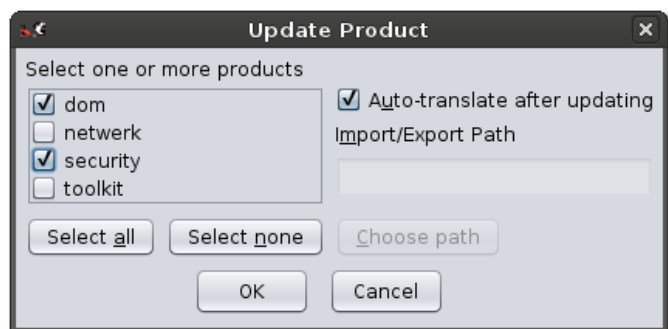 Update Product
Select one or more products
dom
netwerk
security
toolkit
Auto-translate after updating
Import/Export Path
Select all
Select none
Choose path
OK
Cancel